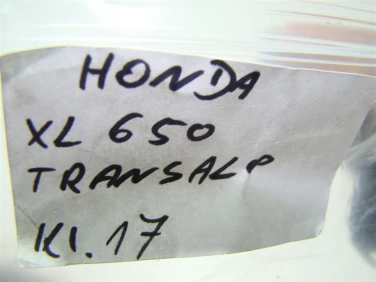 HONDA
XL 650
TRANSALP
Kl. 17